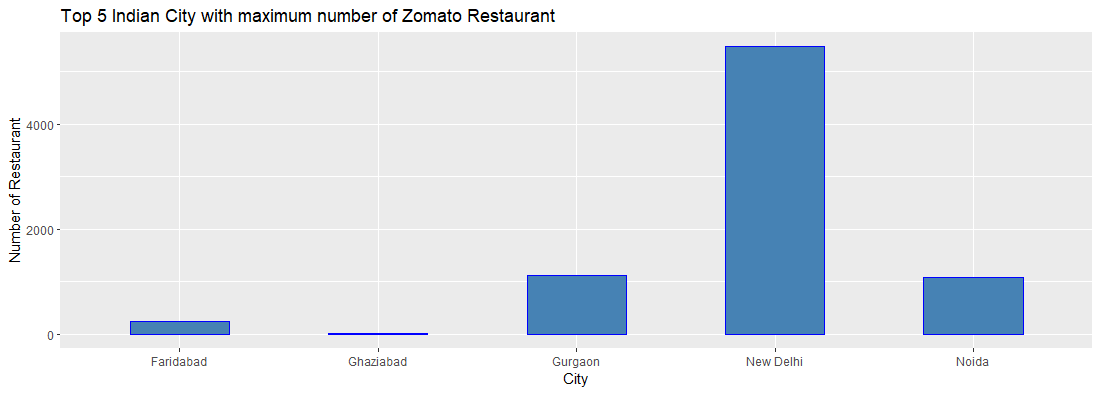 Top 5 Indian City with maximum number of Zomato Restaurant
Number of Restaurant
4000
2000
0
Faridabad
Ghaziabad
Gurgaon
New Delhi
Noida
City